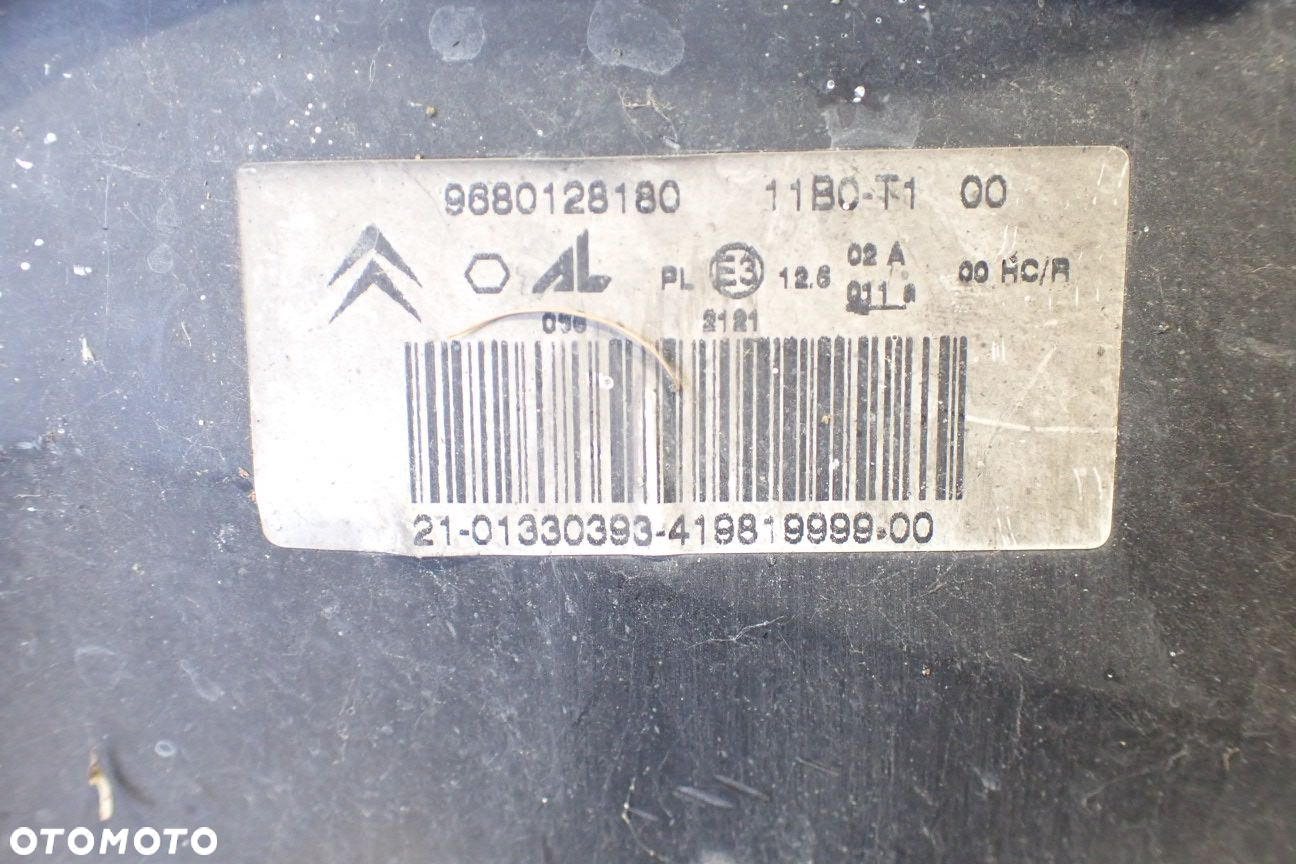 9680128180 11B0-T1 00
AL PL E3 12.6 02 A 00 HC/R
011 a
056 2121
21-01330393-419819999-00
OTOMOTO